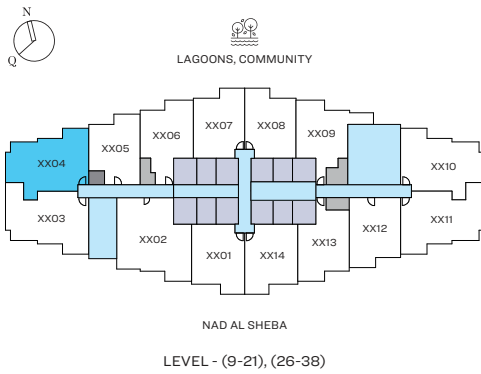 N
Q
LAGOONS, COMMUNITY
XX07 XX08
XX06 XX09
XX05
XX04 XX10
XX03 XX11
XX02 XX12
XX13
XX01 XX14
NAD AL SHEBA
LEVEL - (9-21), (26-38)